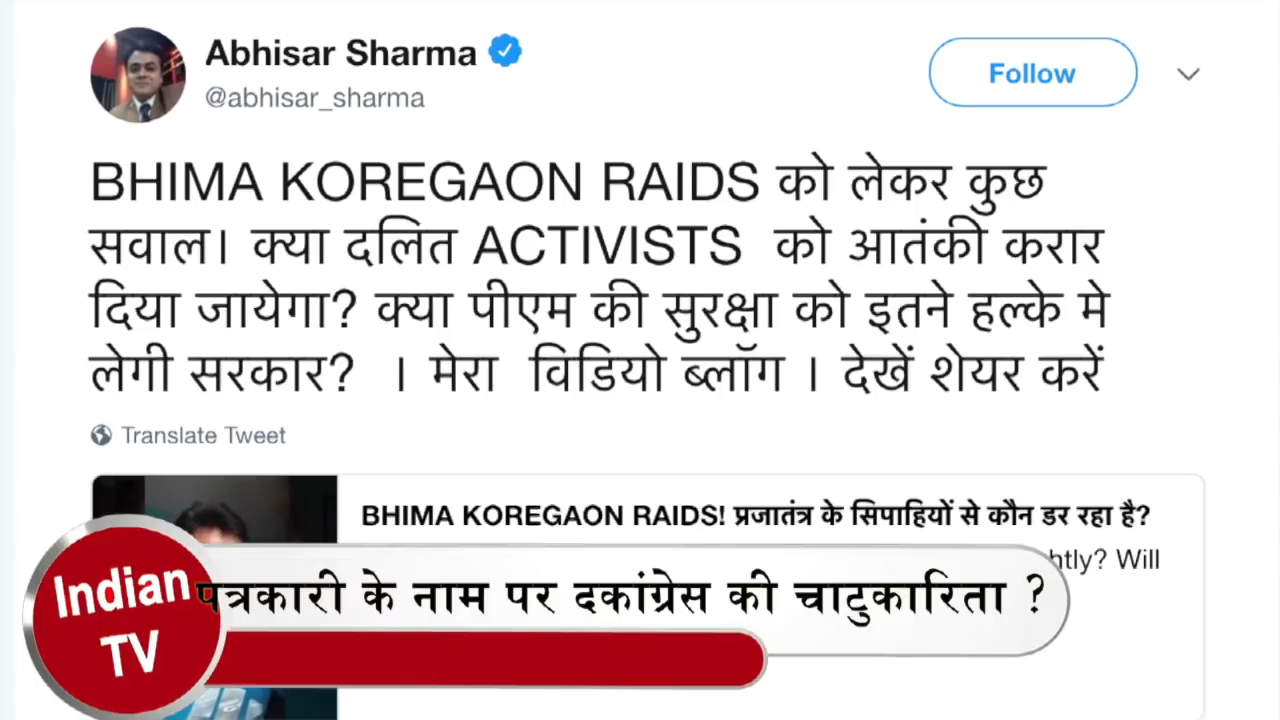 Abhisar Sharma
@abhisar_sharma
Follow
BHIMA KOREGAON RAIDS को लेकर कुछ
सवाल। क्या दलित ACTIVISTS को आतंकी करार
दिया जायेगा? क्या पीएम की सुरक्षा को इतने हल्के मे
लेगी सरकार? । मेरा विडियो ब्लॉग । देखें शेयर करें
Translate Tweet
BHIMA KOREGAON RAIDS! प्रजातंत्र के सिपाहियों से कौन डर रहा है?
Will
Indian
TV
पत्रकारी के नाम पर दकांग्रेस की चाटुकारिता ?